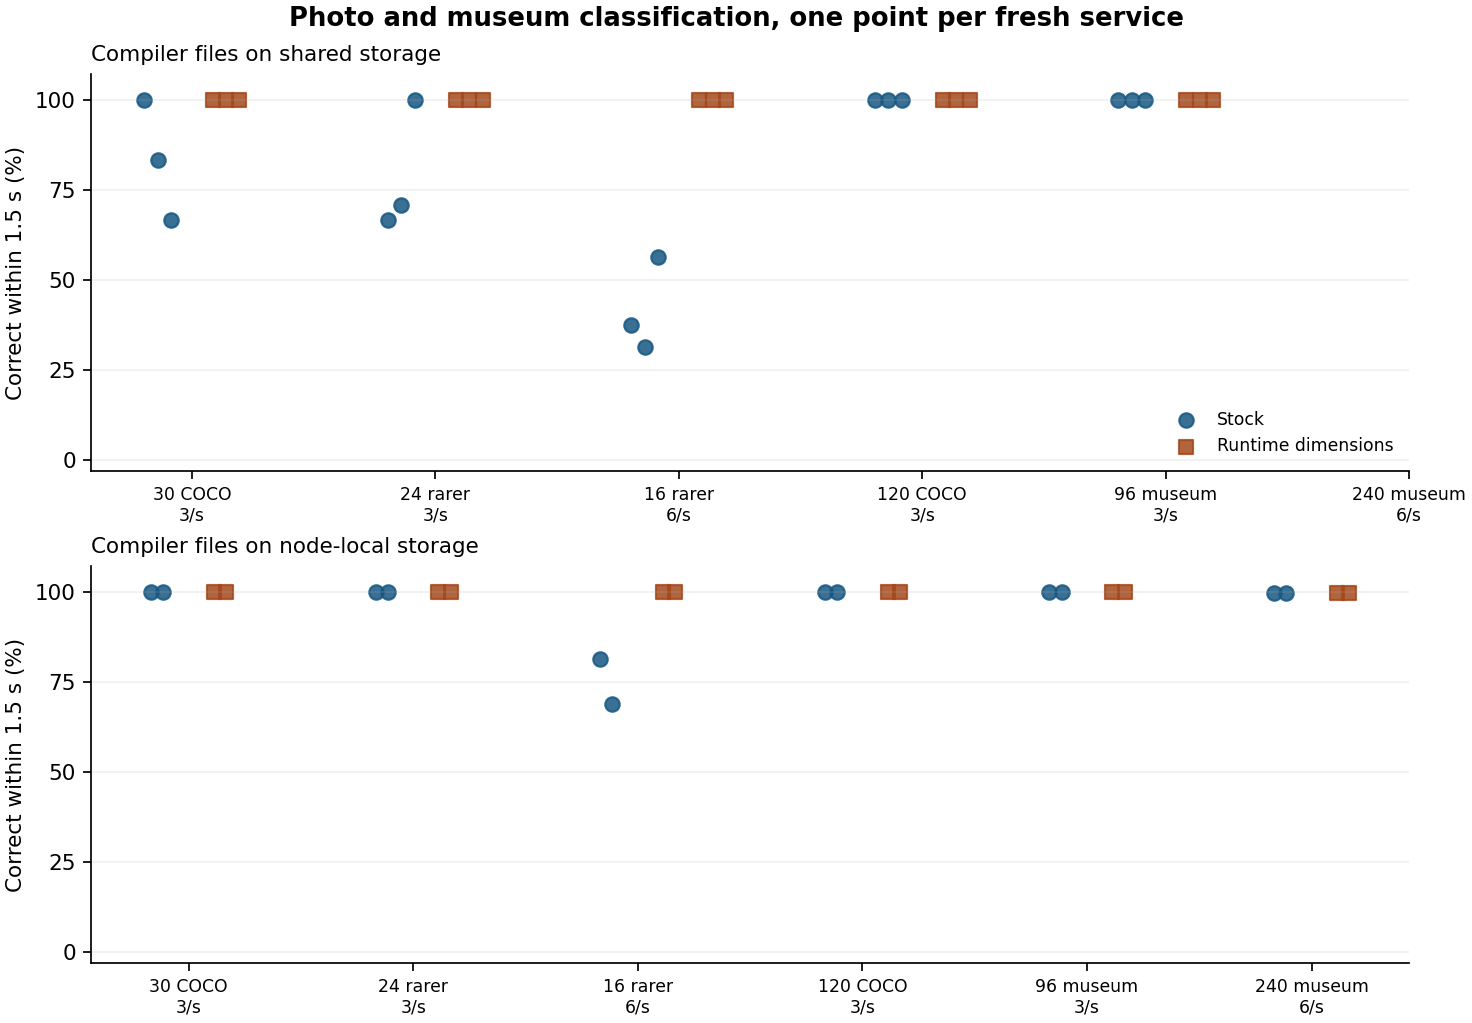 Photo and museum classification, one point per fresh service
Compiler files on shared storage
Correct within 1.5 s (%)
100
75
50
25
0
Stock
Runtime dimensions
30 COCO
3/s
24 rarer
3/s
16 rarer
6/s
120 COCO
3/s
96 museum
3/s
240 museum
6/s
Compiler files on node-local storage
Correct within 1.5 s (%)
100
75
50
25
0
30 COCO
3/s
24 rarer
3/s
16 rarer
6/s
120 COCO
3/s
96 museum
3/s
240 museum
6/s